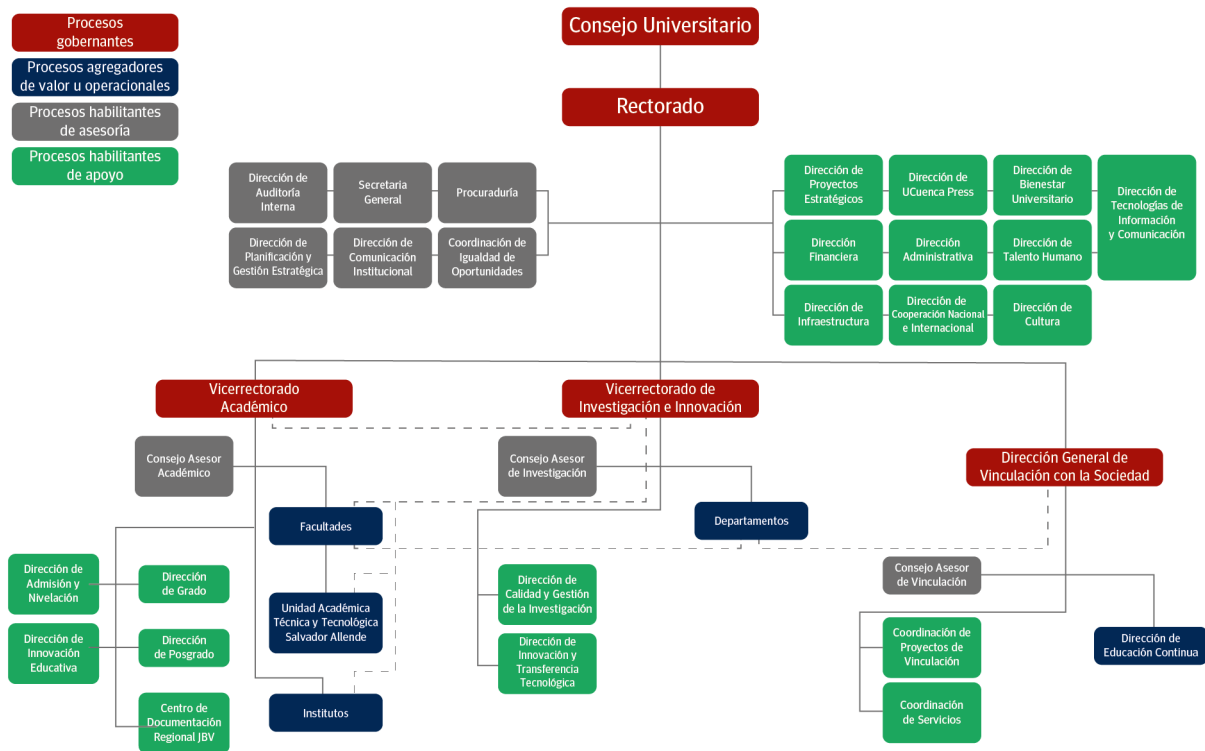 Procesos
gobernantes
Procesos agregadores
de valor u operacionales
Procesos habilitantes
de asesoría
Procesos habilitantes
de apoyo
Consejo Universitario
Rectorado
Dirección de
Auditoría
Interna
Secretaria
General
Procuraduría
Dirección de
Planificación y
Gestión Estratégica
Dirección de
Comunicación
Institucional
Coordinación de
Igualdad de
Oportunidades
Dirección de
Proyectos
Estratégicos
Dirección de
UCuenca Press
Dirección de
Bienestar
Universitario
Dirección de
Tecnologías de
Información
y Comunicación
Dirección
Financiera
Dirección
Administrativa
Dirección de
Talento Humano
Dirección de
Infraestructura
Dirección de
Cooperación Nacional
e Internacional
Dirección de
Cultura
Vicerrectorado
Académico
Vicerrectorado de
Investigación e Innovación
Dirección General de
Vinculación con la Sociedad
Consejo Asesor
Académico
Consejo Asesor
de Investigación
Facultades
Departamentos
Dirección de
Admisión y
Nivelación
Dirección
de Grado
Unidad Académica
Técnica y Tecnológica
Salvador Allende
Dirección de
Calidad y Gestión
de la Investigación
Consejo Asesor
de Vinculación
Dirección de
Innovación
Educativa
Dirección
de Posgrado
Dirección de
Innovación y
Transferencia
Tecnológica
Coordinación de
Proyectos de
Vinculación
Dirección de
Educación Continua
Centro de
Documentación
Regional JBV
Institutos
Coordinación
de Servicios